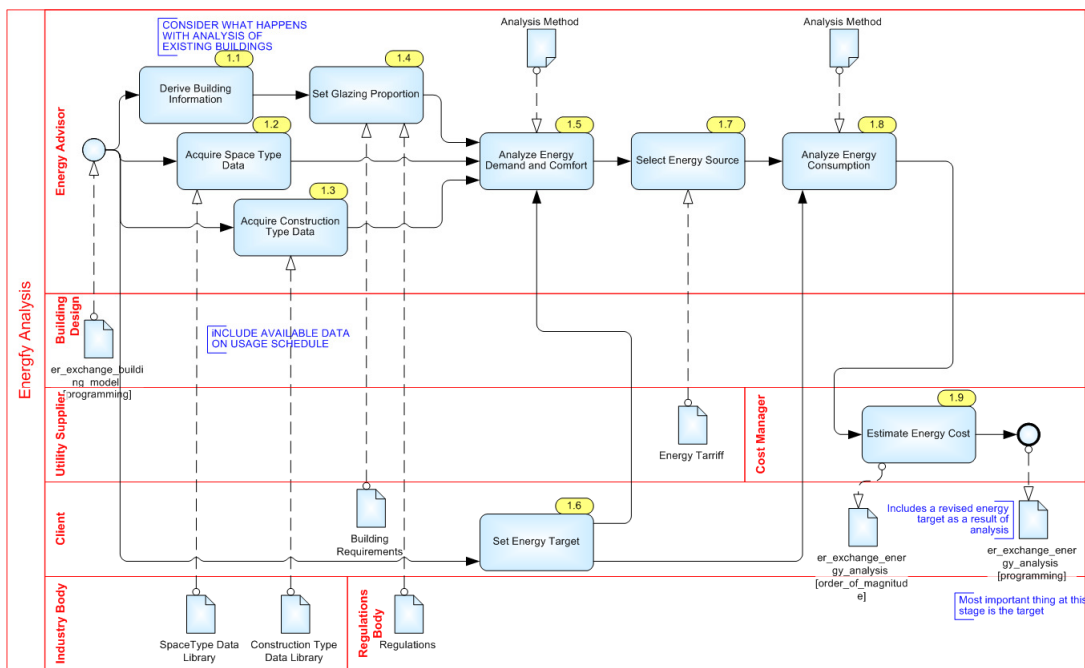 Energfy Analysis
Energy Advisor
CONSIDER WHAT HAPPENS
WITH ANALYSIS OF
EXISTING BUILDINGS
1.1
Derive Building
Information
1.4
Set Glazing Proportion
1.2
Acquire Space Type
Data
1.3
Acquire Construction
Type Data
Analysis Method
1.5
Analyze Energy
Demand and Comfort
1.7
Select Energy Source
Analysis Method
1.8
Analyze Energy
Consumption
Building
Design
er_exchange_buildi
ng_model
[programming]
iNCLUDE AVAILABLE DATA
ON USAGE SCHEDULE
Utility Supplier
Energy Tarriff
Cost Manager
1.9
Estimate Energy Cost
Client
Building
Requirements
1.6
Set Energy Target
er_exchange_ener
gy_analysis
[order_of_magnitud
e]
Includes a revised energy
target as a result of
analysis
er_exchange_ener
gy_analysis
[programming]
Industry Body
SpaceType Data
Library
Construction Type
Data Library
Regulations
Body
Regulations
Most important thing at this
stage is the target